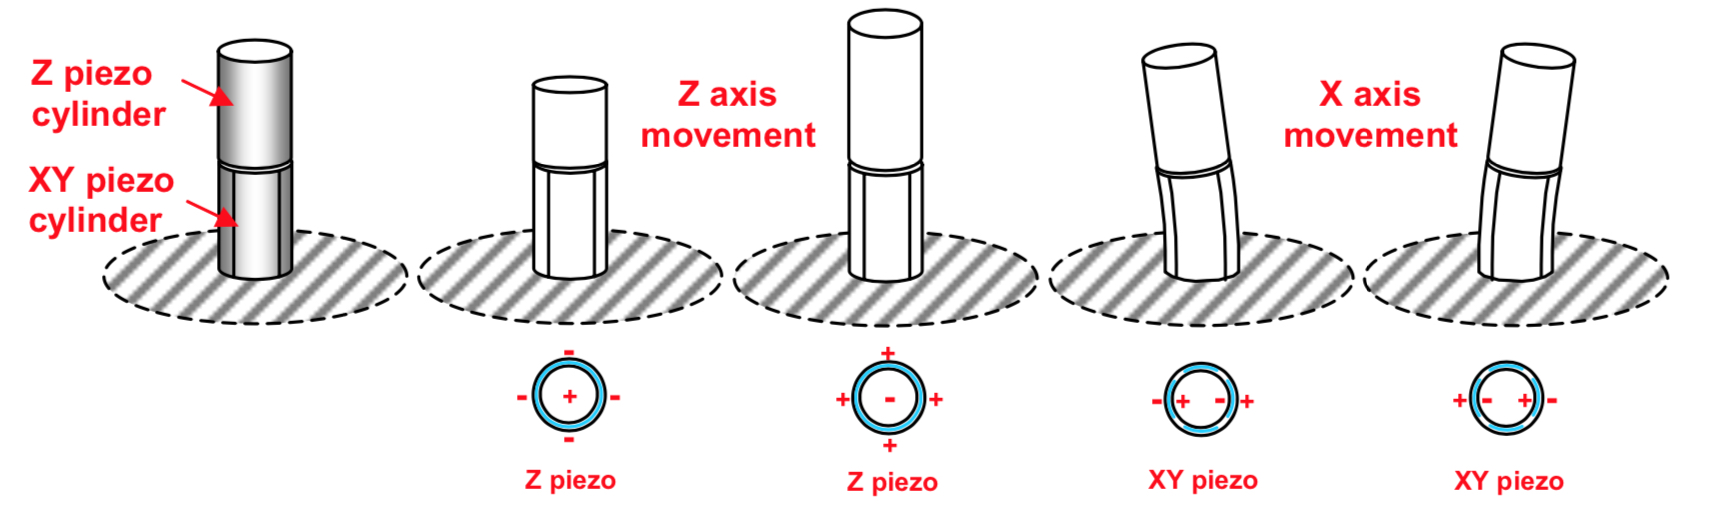 Z piezo
cylinder
XY piezo
cylinder
Z axis
movement
X axis
movement
-
- + -
-
Z piezo
+
+ - +
+
Z piezo
- + - +
XY piezo
+ - + -
XY piezo